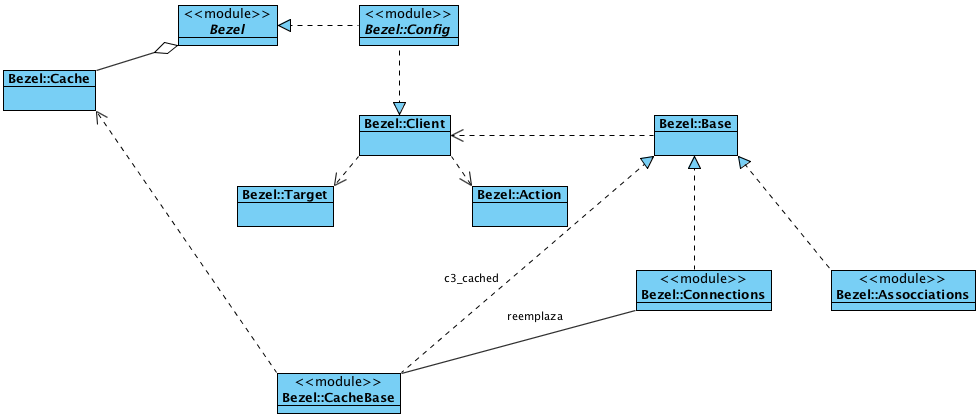 <<module>>
Bezel
<<module>>
Bezel::Config
Bezel::Cache
Bezel::Client
Bezel::Base
Bezel::Target
Bezel::Action
c3_cached
<<module>>
Bezel::Connections
<<module>>
Bezel::Assocciations
reemplaza
<<module>>
Bezel::CacheBase